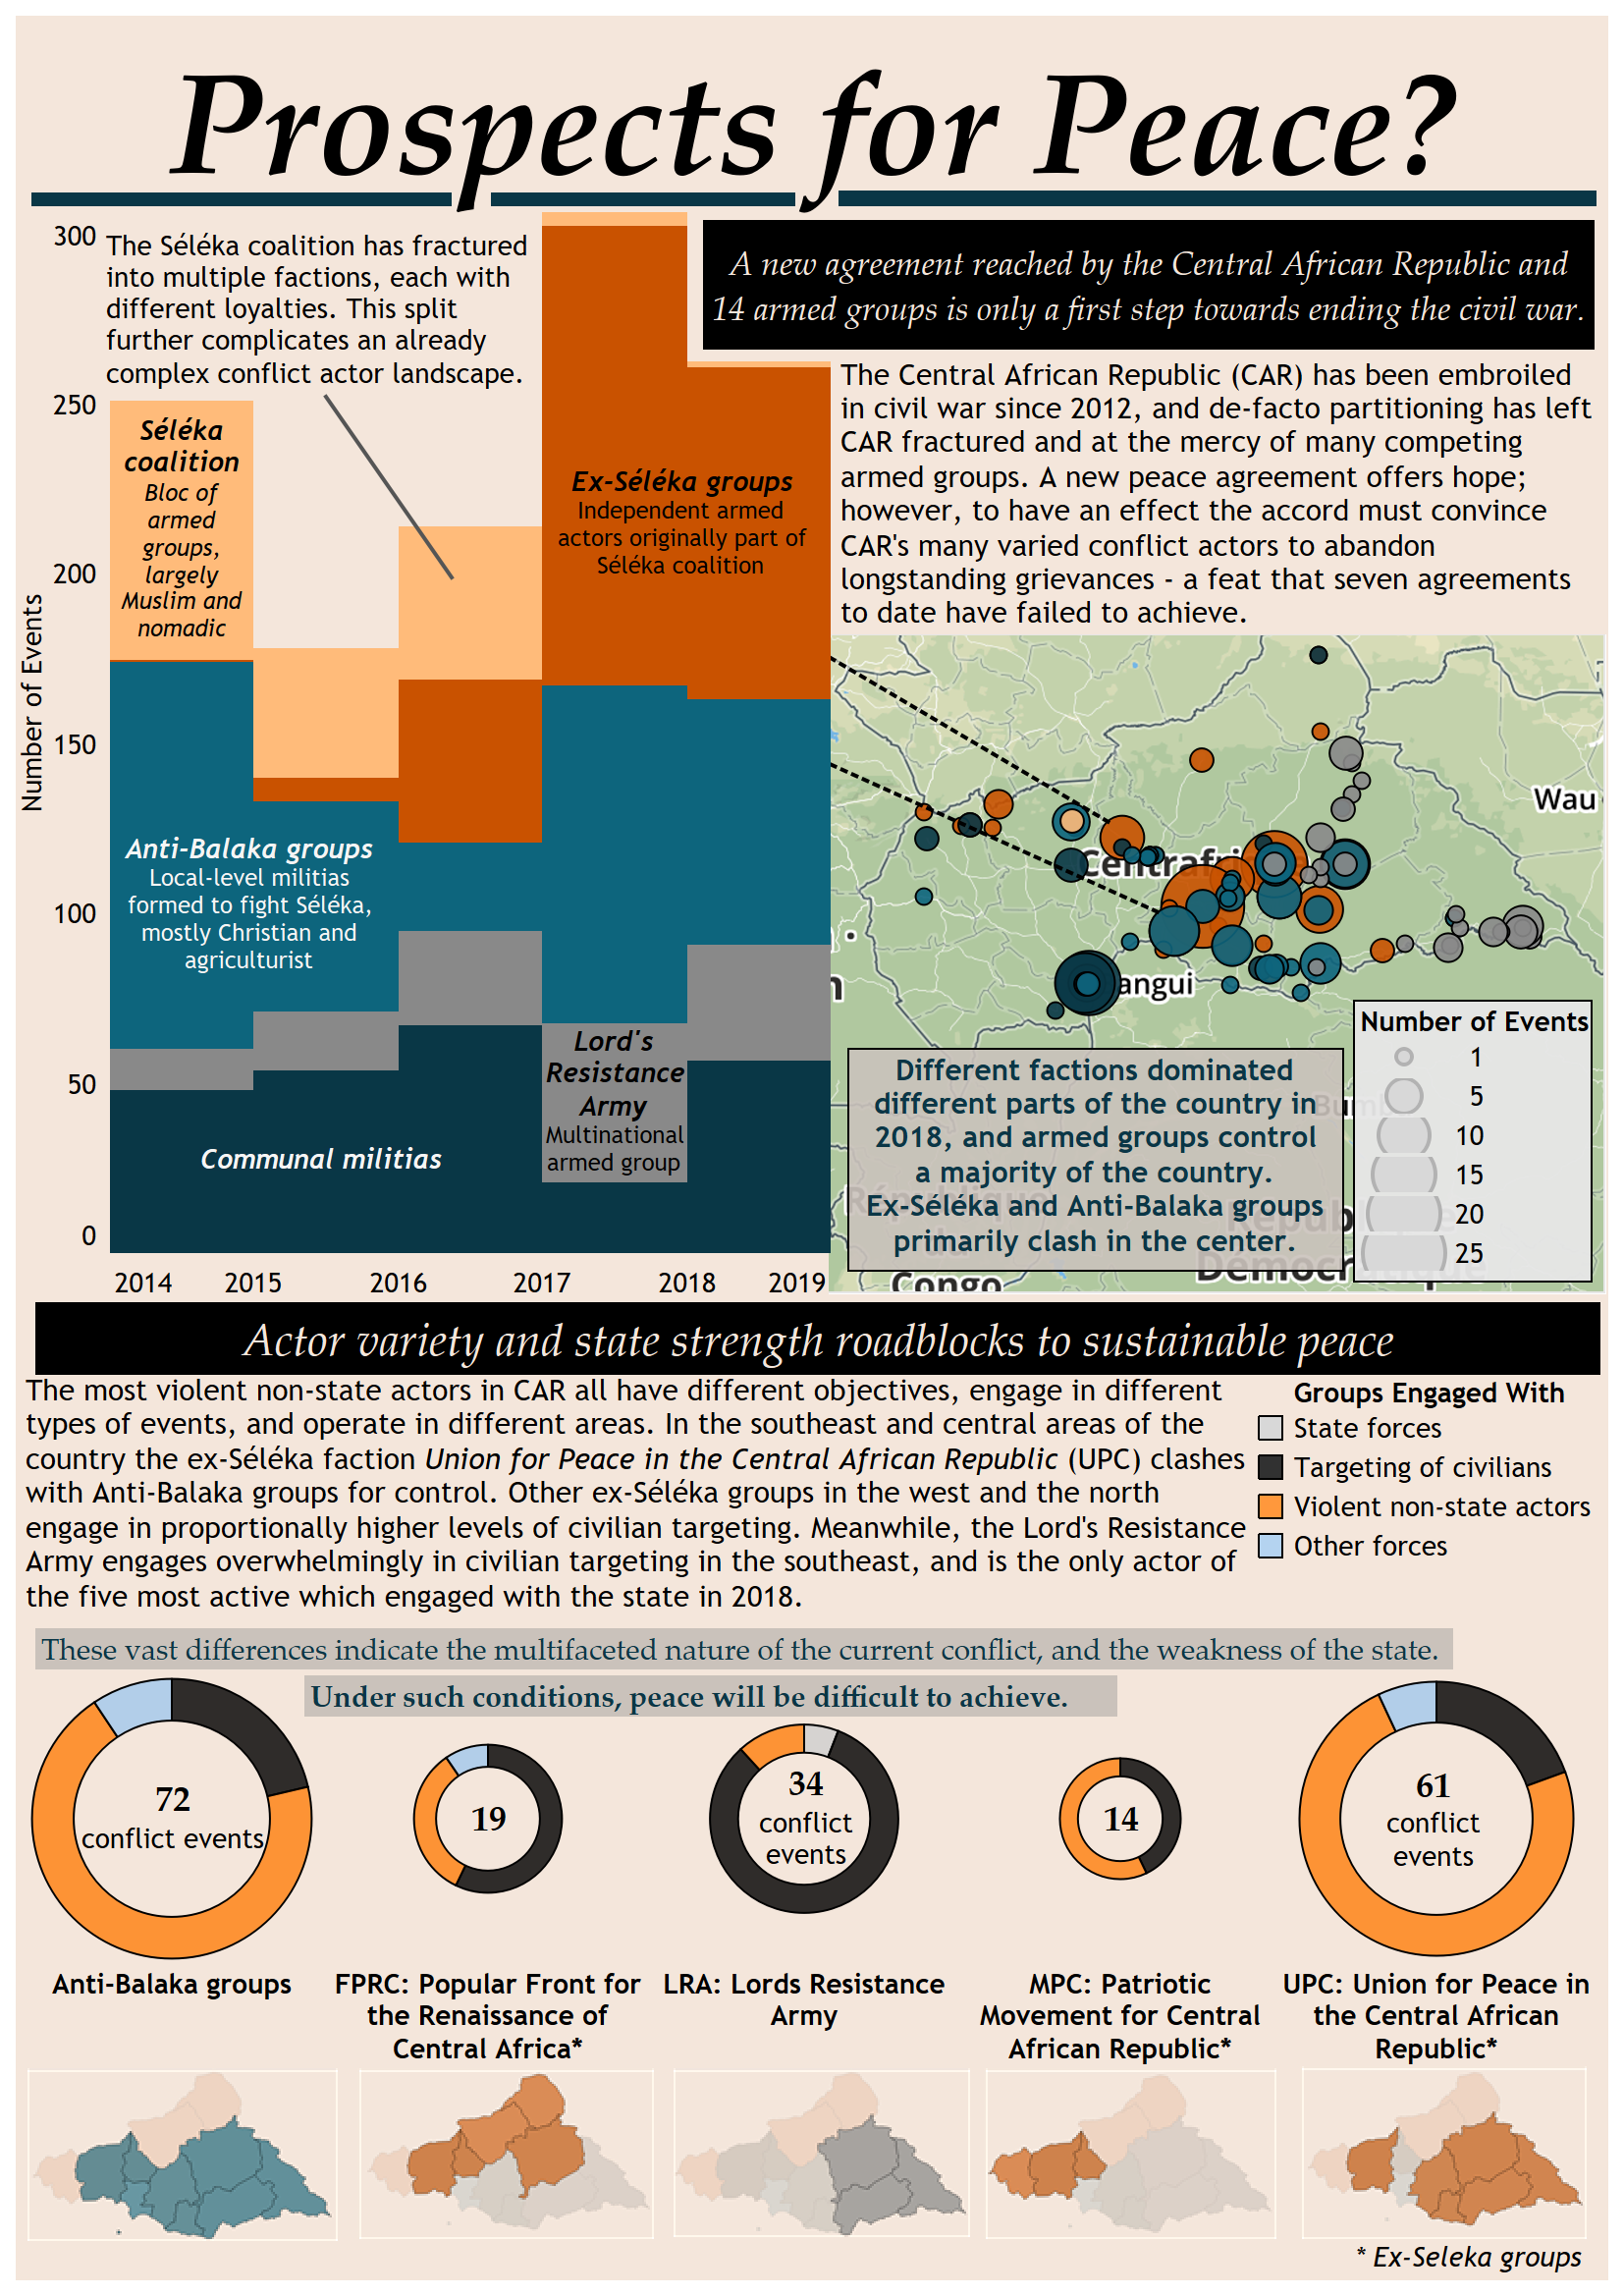 Prospects for Peace?
300
250
200
150
100
50
0
Number of Events
The Séléka coalition has fractured
into multiple factions, each with
different loyalties. This split
further complicates an already
complex conflict actor landscape.
Séléka
coalition
Bloc of
armed
groups,
largely
Muslim and
nomadic
Ex-Séléka groups
Independent armed
actors originally part of
Séléka coalition
Anti-Balaka groups
Local-level militias
formed to fight Séléka,
mostly Christian and
agriculturist
Lord's
Resistance
Army
Multinational
armed group
Communal militias
2014 2015 2016 2017 2018 2019
A new agreement reached by the Central African Republic and
14 armed groups is only a first step towards ending the civil war.
The Central African Republic (CAR) has been embroiled
in civil war since 2012, and de-facto partitioning has left
CAR fractured and at the mercy of many competing
armed groups. A new peace agreement offers hope;
however, to have an effect the accord must convince
CAR's many varied conflict actors to abandon
longstanding grievances - a feat that seven agreements
to date have failed to achieve.
Wau
Centrafri
angui
Bumb
République
Congo
Démocr
Different factions dominated
different parts of the country in
2018, and armed groups control
a majority of the country.
Ex-Séléka and Anti-Balaka groups
primarily clash in the center.
Number of Events
1
5
10
15
20
25
Actor variety and state strength roadblocks to sustainable peace
The most violent non-state actors in CAR all have different objectives, engage in different
types of events, and operate in different areas. In the southeast and central areas of the
country the ex-Séléka faction Union for Peace in the Central African Republic (UPC) clashes
with Anti-Balaka groups for control. Other ex-Séléka groups in the west and the north
engage in proportionally higher levels of civilian targeting. Meanwhile, the Lord's Resistance
Army engages overwhelmingly in civilian targeting in the southeast, and is the only actor of
the five most active which engaged with the state in 2018.
Groups Engaged With
State forces
Targeting of civilians
Violent non-state actors
Other forces
These vast differences indicate the multifaceted nature of the current conflict, and the weakness of the state.
Under such conditions, peace will be difficult to achieve.
72
conflict events
19
34
conflict
events
14
61
conflict
events
Anti-Balaka groups
FPRC: Popular Front for
the Renaissance of
Central Africa*
LRA: Lords Resistance
Army
MPC: Patriotic
Movement for Central
African Republic*
UPC: Union for Peace in
the Central African
Republic*
* Ex-Seleka groups